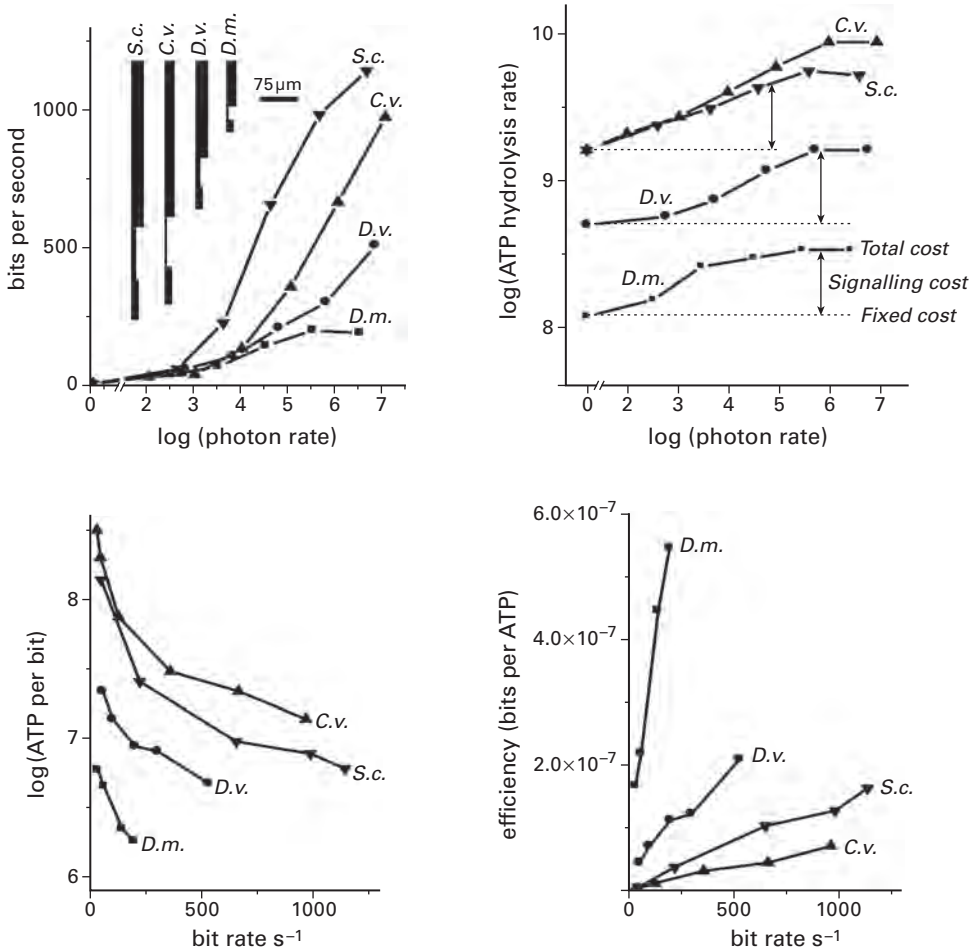 S.c.
C.v.
D.v.
D.m.
75µm
S.c.
C.v.
D.v.
D.m.
1000
500
0
bits per second
0 2 3 4 5 6 7
log (photon rate)
10
9
8
log(ATP hydrolysis rate)
C.v.
S.c.
D.v.
D.m.
Total cost
Signalling cost
Fixed cost
0 2 3 4 5 6 7
log (photon rate)
8
7
6
log(ATP per bit)
C.v.
S.c.
D.v.
D.m.
0 500 1000
bit rate s⁻¹
6.0×10⁻⁷
4.0×10⁻⁷
2.0×10⁻⁷
efficiency (bits per ATP)
D.m.
D.v.
S.c.
C.v.
0 500 1000
bit rate s⁻¹